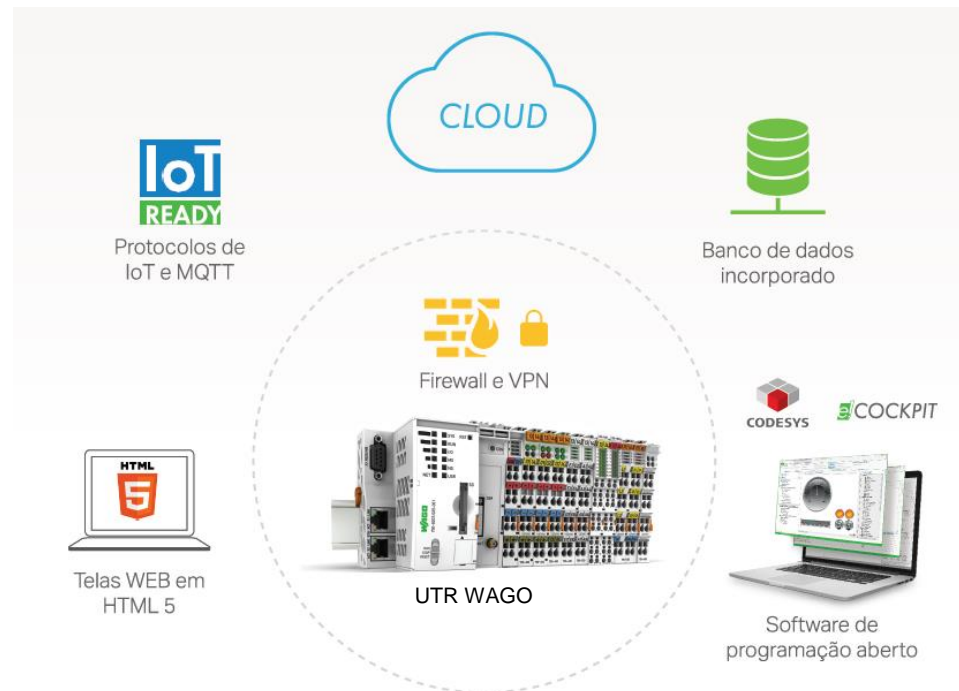 CLOUD
IoT
READY
Protocolos de
IoT e MQTT
Banco de dados
incorporado
Firewall e VPN
CODESYS
e!COCKPIT
HTML
5
Telas WEB em
HTML 5
WAGO
UTR WAGO
Software de
programação aberto